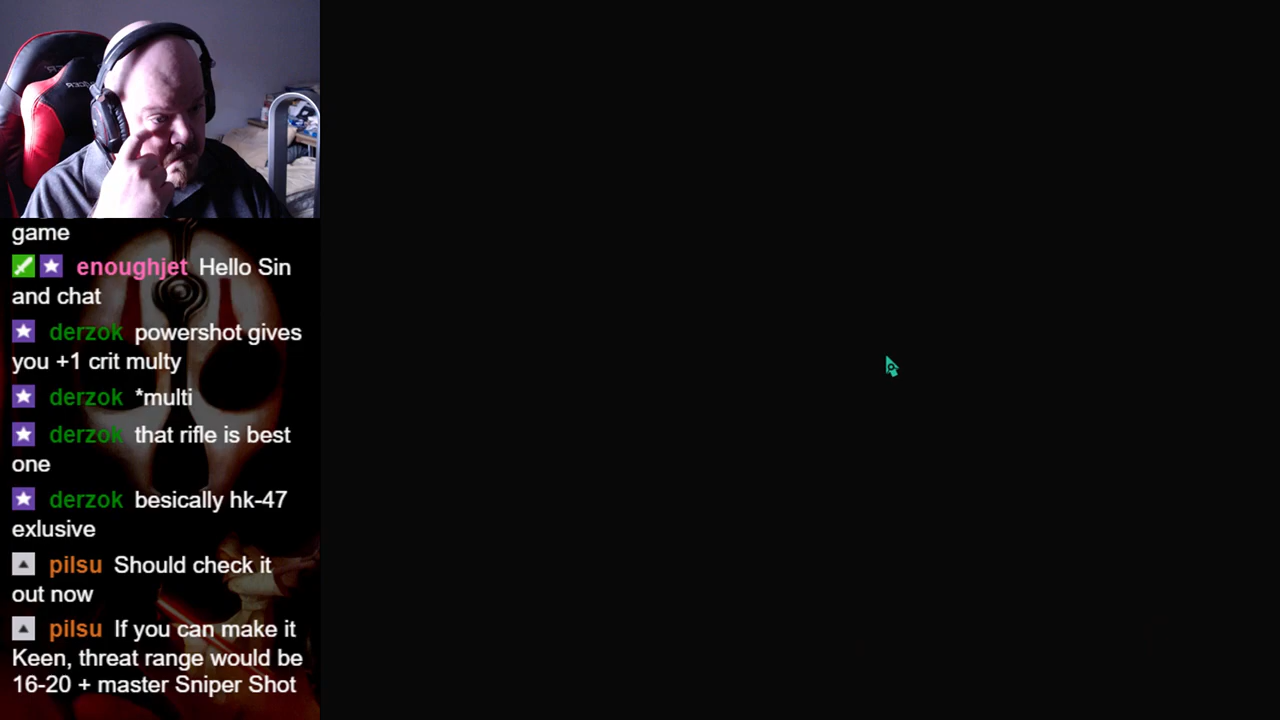 game
enoughjet Hello Sin
and chat
derzok powershot gives
you +1 crit multy
derzok *multi
derzok that rifle is best
one
derzok besically hk-47
exlusive
pilsu Should check it
out now
pilsu If you can make it
Keen, threat range would be
16-20 + master Sniper Shot